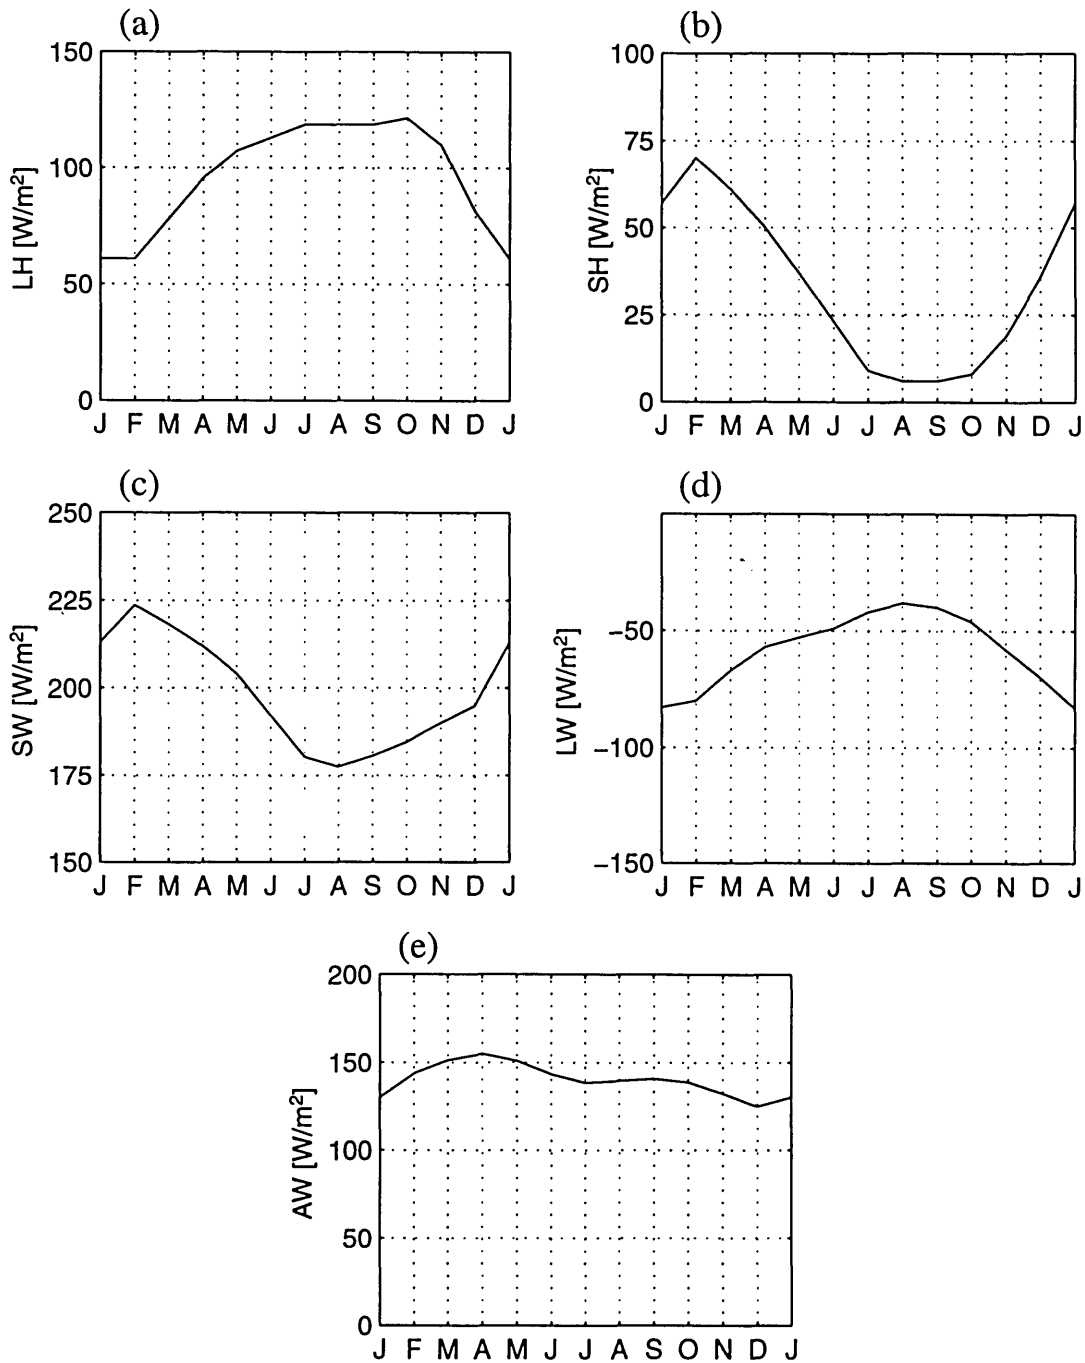 (a)
150
100
50
0
LH [W/m²]
J F M A M J J A S O N D J
(b)
100
75
50
25
0
SH [W/m²]
J F M A M J J A S O N D J
(c)
250
225
200
175
150
SW [W/m²]
J F M A M J J A S O N D J
(d)
−50
−100
−150
LW [W/m²]
J F M A M J J A S O N D J
(e)
200
150
100
50
0
AW [W/m²]
J F M A M J J A S O N D J